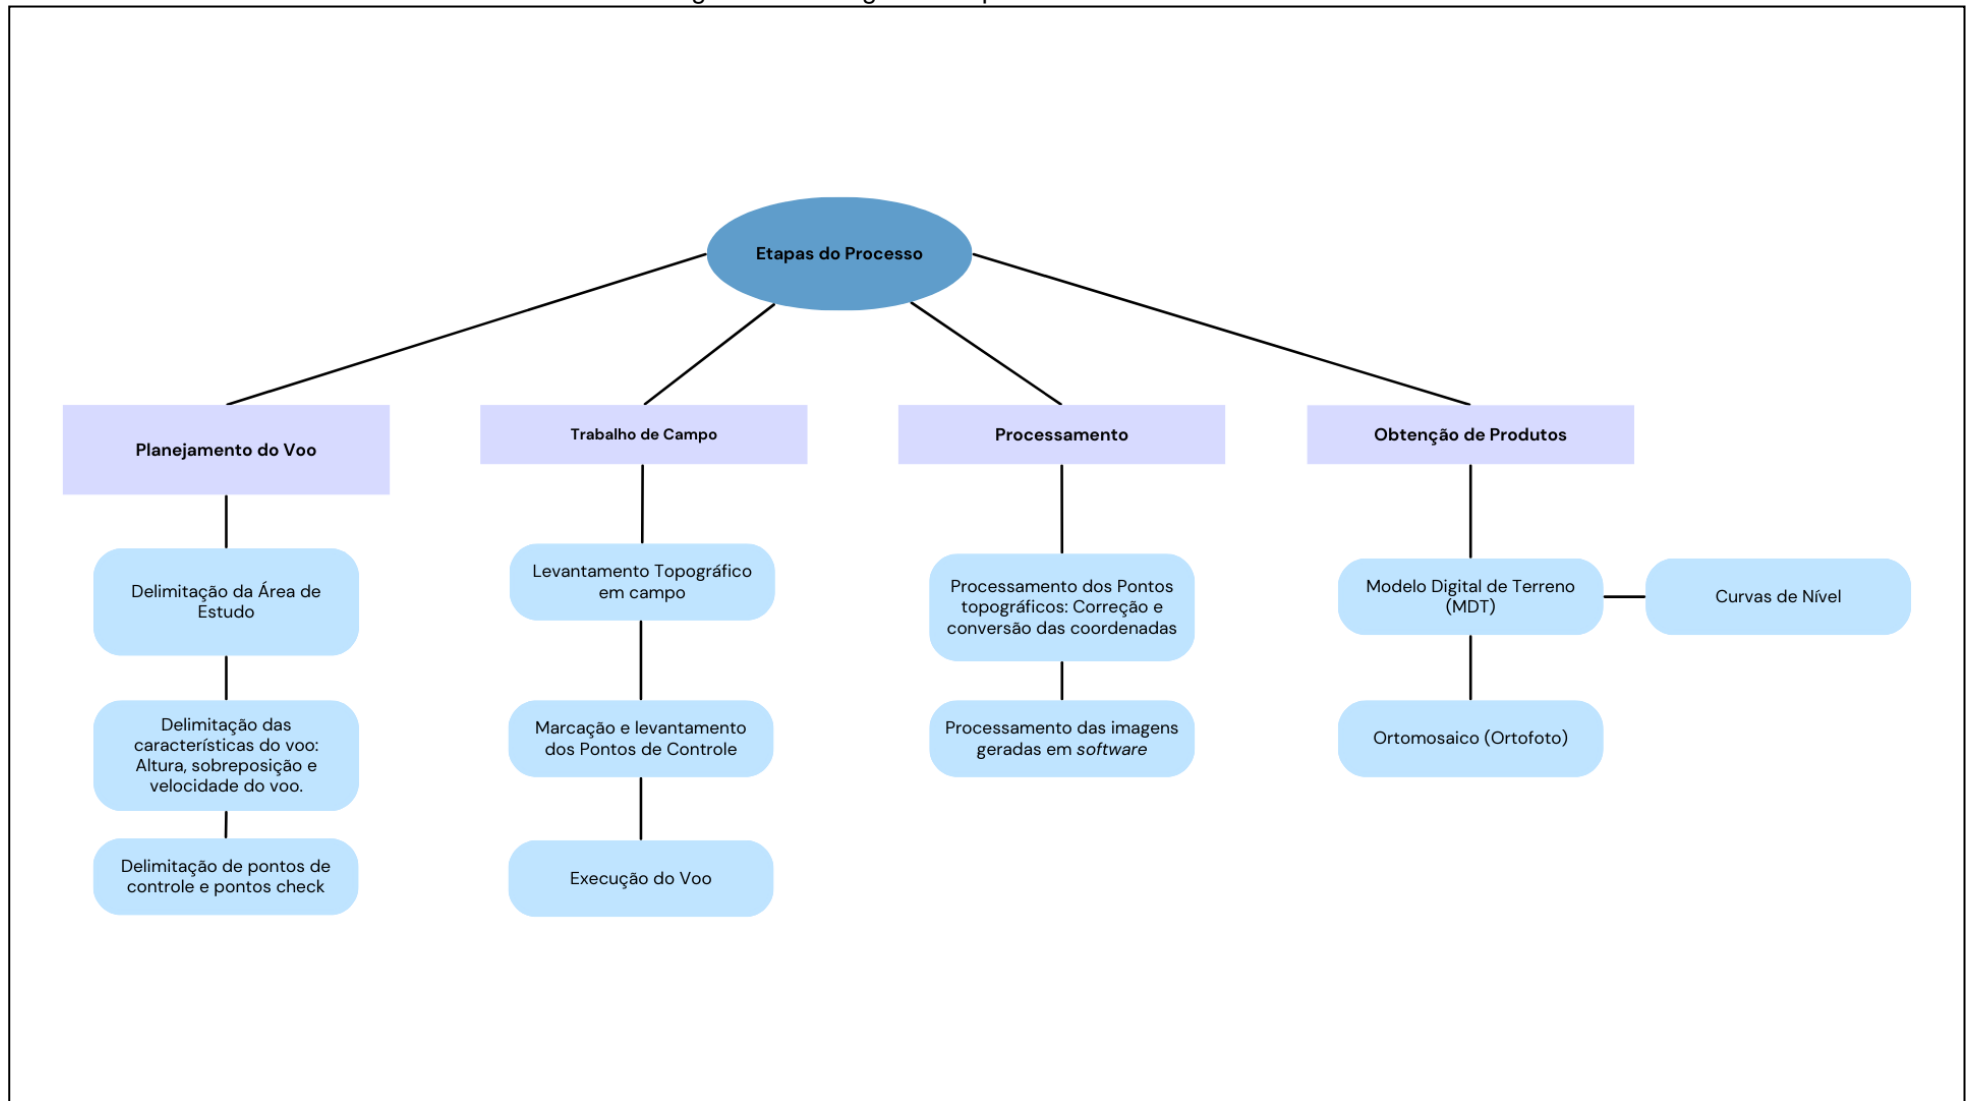 Etapas do Processo
Planejamento do Voo
Delimitação da Área de
Estudo
Delimitação das
características do voo:
Altura, sobreposição e
velocidade do voo.
Delimitação de pontos de
controle e pontos check
Trabalho de Campo
Levantamento Topográfico
em campo
Marcação e levantamento
dos Pontos de Controle
Execução do Voo
Processamento
Processamento dos Pontos
topográficos: Correção e
conversão das coordenadas
Processamento das imagens
geradas em software
Obtenção de Produtos
Modelo Digital de Terreno
(MDT)
Curvas de Nível
Ortomosaico (Ortofoto)